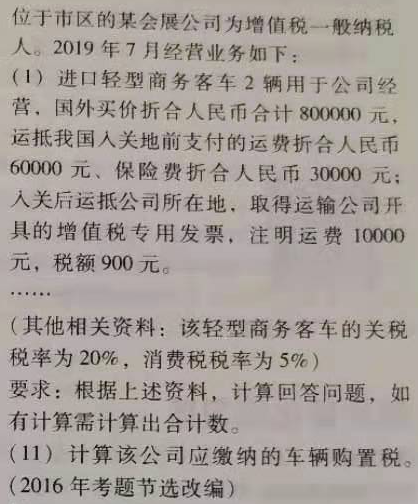 位于市区的某会展公司为增值税一般纳税
人。2019 年 7 月经营业务如下：
(1) 进口轻型商务客车 2 辆用于公司经
营，国外买价折合人民币合计 800000 元，
运抵我国入关地前支付的运费折合人民币
60000 元、保险费折合人民币 30000 元；
入关后运抵公司所在地，取得运输公司开
具的增值税专用发票，注明运费 10000
元，税额 900 元。
……
(其他相关资料：该轻型商务客车的关税
税率为 20%，消费税税率为 5%)
要求：根据上述资料，计算回答问题，如
有计算需计算出合计数。
(11) 计算该公司应缴纳的车辆购置税。
(2016 年考题节选改编)